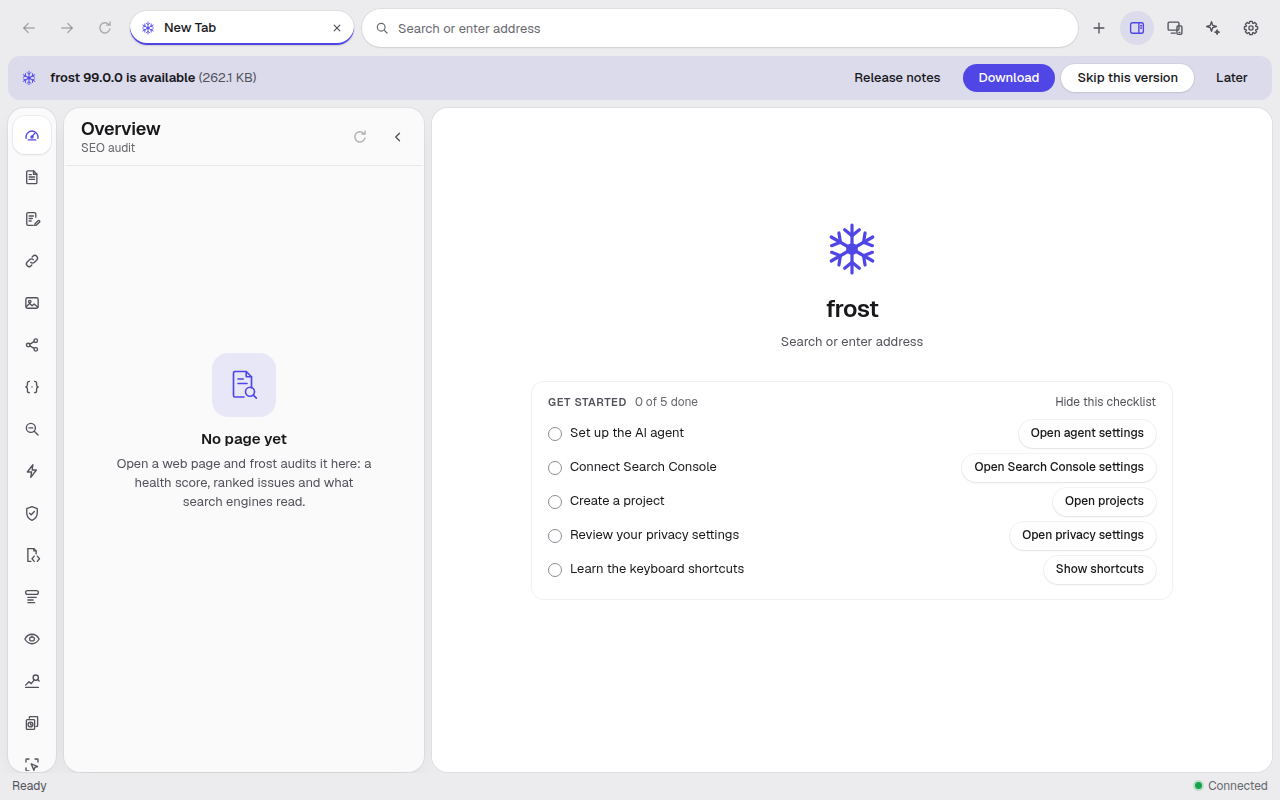 New Tab
Search or enter address
frost 99.0.0 is available (262.1 KB)
Release notes
Download
Skip this version
Later
Overview
SEO audit
No page yet
Open a web page and frost audits it here: a
health score, ranked issues and what
search engines read.
frost
Search or enter address
GET STARTED 0 of 5 done
Hide this checklist
Set up the AI agent
Open agent settings
Connect Search Console
Open Search Console settings
Create a project
Open projects
Review your privacy settings
Open privacy settings
Learn the keyboard shortcuts
Show shortcuts
Ready
Connected